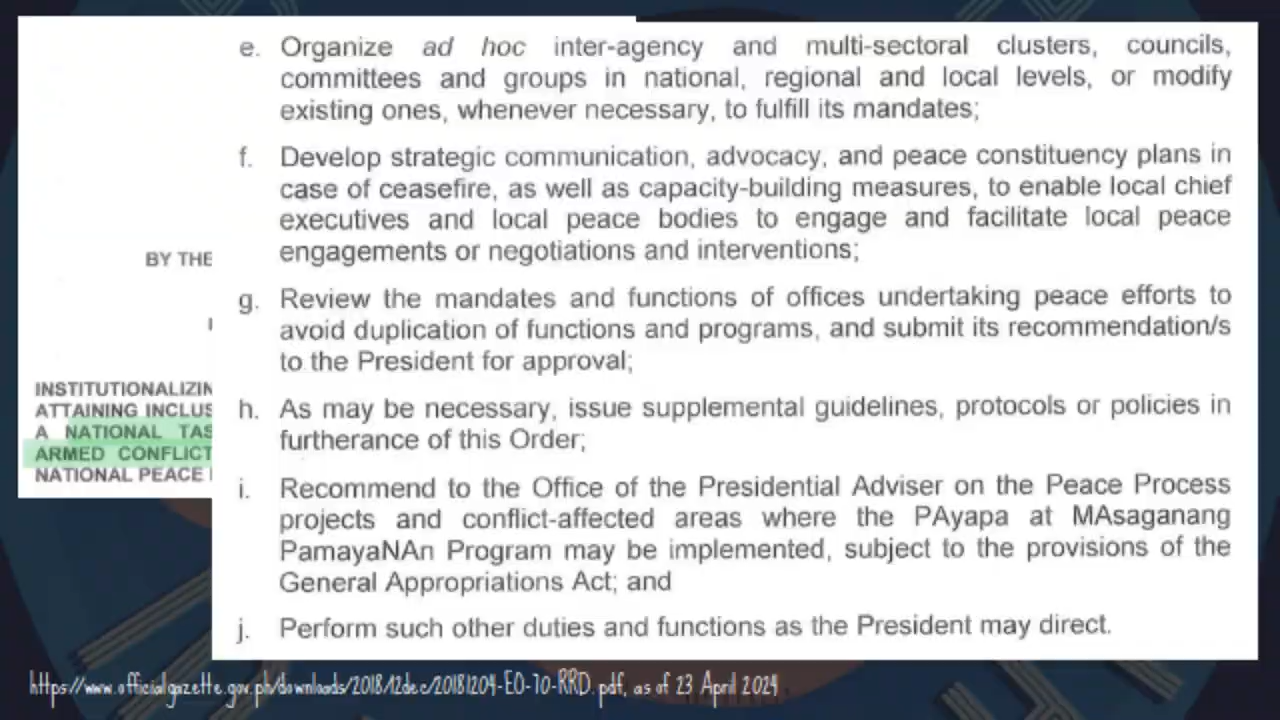 BY THE
INSTITUTIONALIZIN
ATTAINING INCLUS
A NATIONAL TAS
ARMED CONFLICT
NATIONAL PEACE
e. Organize ad hoc inter-agency and multi-sectoral clusters, councils,
committees and groups in national, regional and local levels, or modify
existing ones, whenever necessary, to fulfill its mandates;
f. Develop strategic communication, advocacy, and peace constituency plans in
case of ceasefire, as well as capacity-building measures, to enable local chief
executives and local peace bodies to engage and facilitate local peace
engagements or negotiations and interventions;
g. Review the mandates and functions of offices undertaking peace efforts to
avoid duplication of functions and programs, and submit its recommendation/s
to the President for approval;
h. As may be necessary, issue supplemental guidelines, protocols or policies in
furtherance of this Order;
i. Recommend to the Office of the Presidential Adviser on the Peace Process
projects and conflict-affected areas where the PAyapa at MAsaganang
PamayaNAn Program may be implemented, subject to the provisions of the
General Appropriations Act; and
j. Perform such other duties and functions as the President may direct.
https://www.officialgazette.gov.ph/downloads/2018/12dec/20181204-EO-70-RRD.pdf, as of 23 April 2024